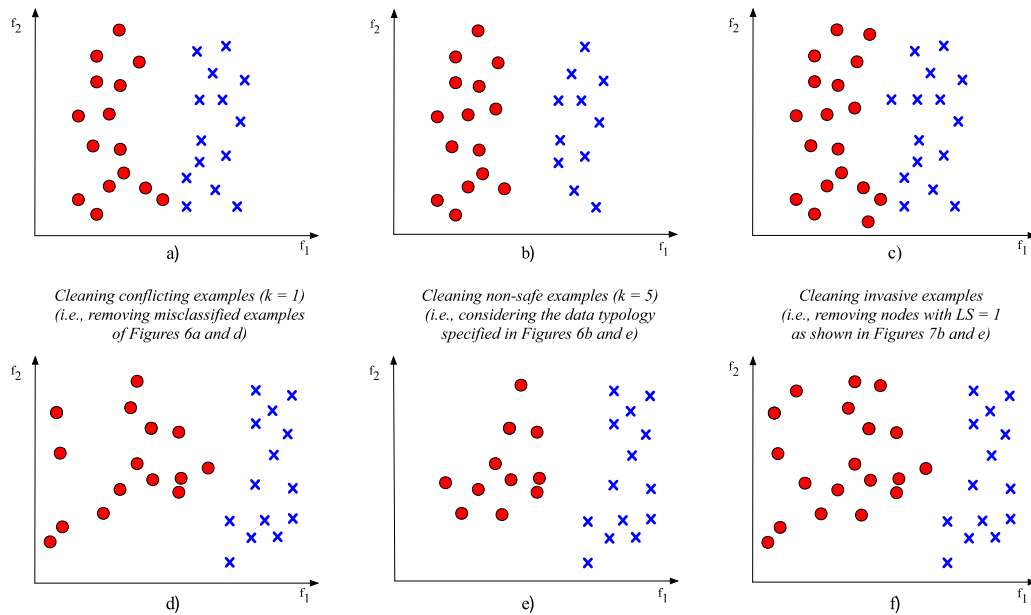 f2
f2
f2
f1
f1
f1
a)
b)
c)
Cleaning conflicting examples (k = 1)
(i.e., removing misclassified examples
of Figures 6a and d)
Cleaning non-safe examples (k = 5)
(i.e., considering the data typology
specified in Figures 6b and e)
Cleaning invasive examples
(i.e., removing nodes with LS = 1
as shown in Figures 7b and e)
f2
f2
f2
f1
f1
f1
d)
e)
f)